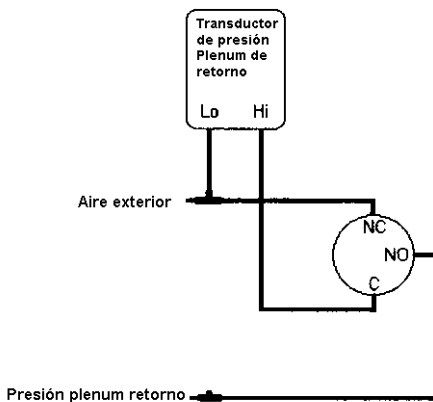 Transductor
de presión
Plenum de
retorno
Lo Hi
Aire exterior
NC
NO
C
Presión plenum retorno